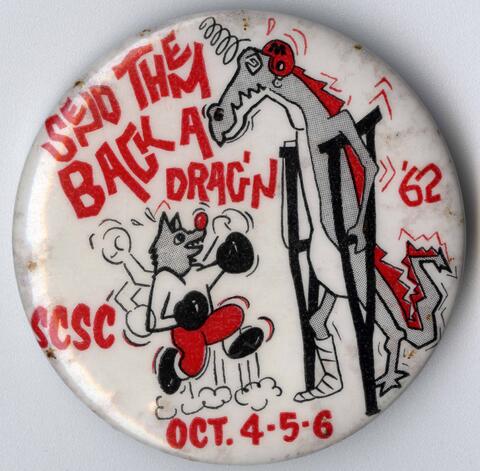 SEND THEM
BACK A
DRAG'N
'62
M
SCSC
OCT. 4-5-6